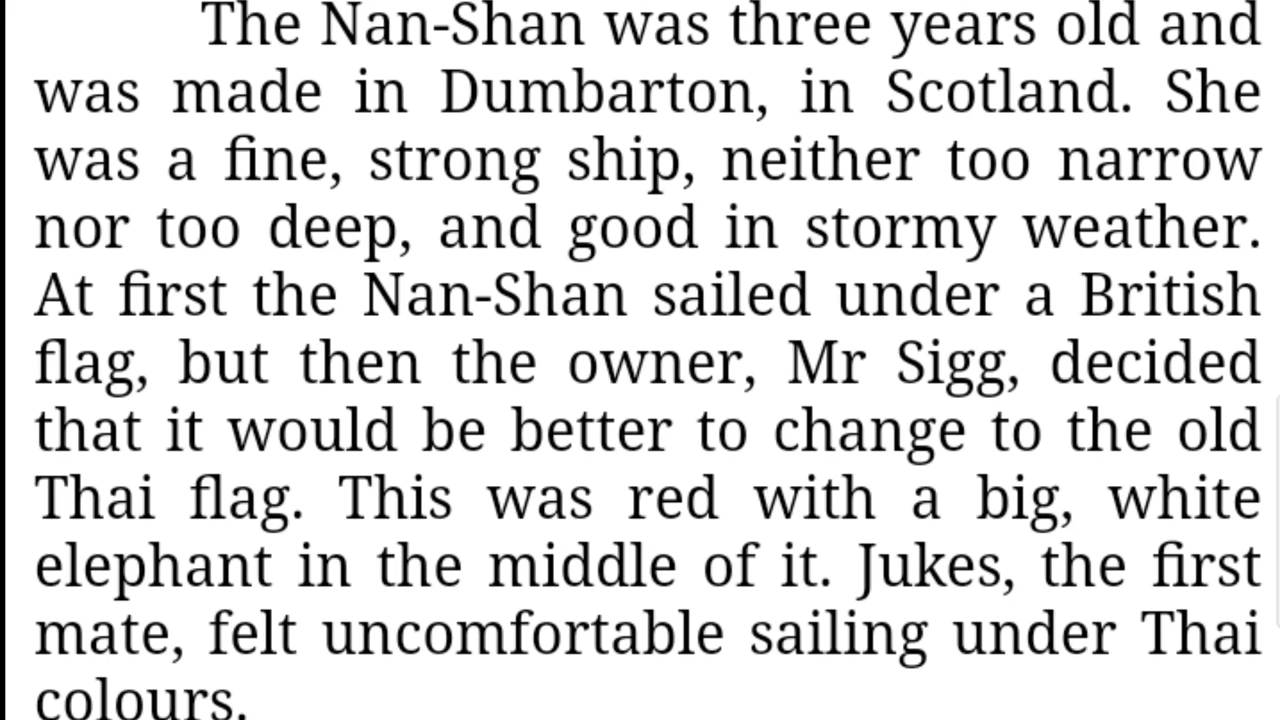 The Nan-Shan was three years old and
was made in Dumbarton, in Scotland. She
was a fine, strong ship, neither too narrow
nor too deep, and good in stormy weather.
At first the Nan-Shan sailed under a British
flag, but then the owner, Mr Sigg, decided
that it would be better to change to the old
Thai flag. This was red with a big, white
elephant in the middle of it. Jukes, the first
mate, felt uncomfortable sailing under Thai
colours.